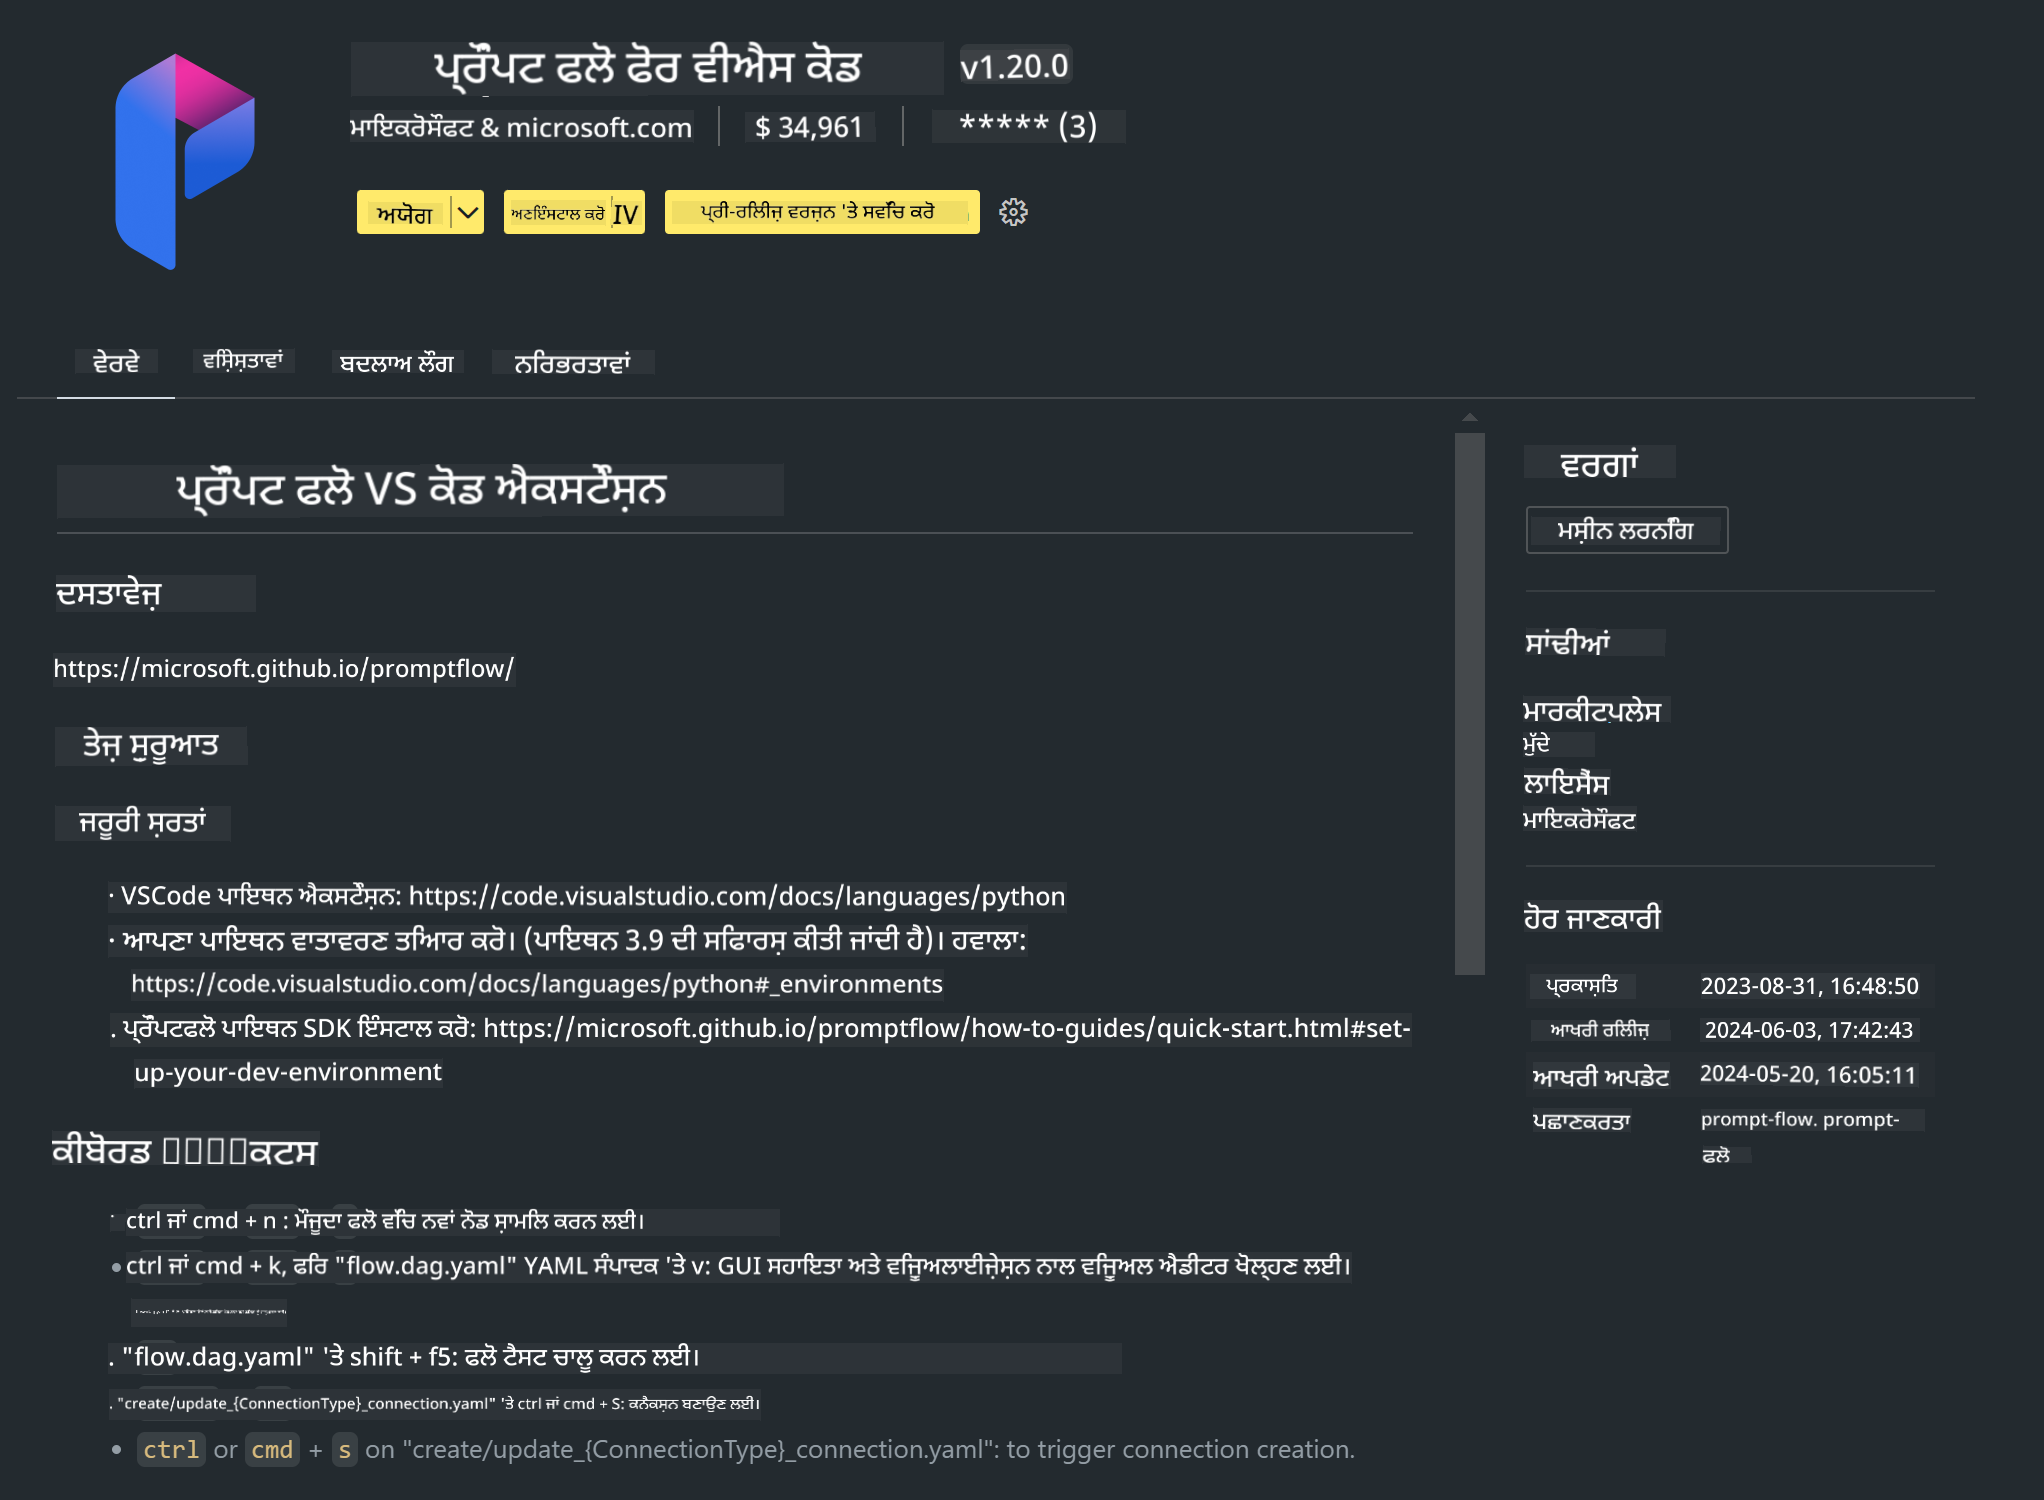 ਪ੍ਰੌਂਪਟ ਫਲੋ ਫੋਰ ਵੀਐਸ ਕੋਡ v1.20.0
ਮਾਇਕਰੋਸੌਫਟ & microsoft.com $ 34,961 ***** (3)
ਅਯੋਗ ਅਣਇੰਸਟਾਲ ਕਰੋ IV ਪ੍ਰੀ-ਰਿਲੀਜ਼ ਵਰਜ਼ਨ 'ਤੇ ਸਵਿੱਚ ਕਰੋ
ਵੇਰਵੇ ਵਿਸ਼ੇਸ਼ਤਾਵਾਂ ਬਦਲਾਅ ਲੌਗ ਨਿਰਭਰਤਾਵਾਂ
ਪ੍ਰੌਂਪਟ ਫਲੋ VS ਕੋਡ ਐਕਸਟੈਂਸ਼ਨ
ਦਸਤਾਵੇਜ਼
https://microsoft.github.io/promptflow/
ਤੇਜ਼ ਸ਼ੁਰੂਆਤ
ਜਰੂਰੀ ਸ਼ਰਤਾਂ
· VSCode ਪਾਇਥਨ ਐਕਸਟੈਂਸ਼ਨ: https://code.visualstudio.com/docs/languages/python
· ਆਪਣਾ ਪਾਇਥਨ ਵਾਤਾਵਰਣ ਤਿਆਰ ਕਰੋ। (ਪਾਇਥਨ 3.9 ਦੀ ਸਿਫਾਰਸ਼ ਕੀਤੀ ਜਾਂਦੀ ਹੈ)। ਹਵਾਲਾ:
https://code.visualstudio.com/docs/languages/python#_environments
. ਪ੍ਰੌਂਪਟਫਲੋ ਪਾਇਥਨ SDK ਇੰਸਟਾਲ ਕਰੋ: https://microsoft.github.io/promptflow/how-to-guides/quick-start.html#set-
up-your-dev-environment
ਕੀਬੋਰਡ ਕਟਸ
ctrl ਜਾਂ cmd + n : ਮੌਜੂਦਾ ਫਲੋ ਵਿੱਚ ਨਵਾਂ ਨੋਡ ਸ਼ਾਮਿਲ ਕਰਨ ਲਈ।
• ctrl ਜਾਂ cmd + k, ਫਿਰ "flow.dag.yaml" YAML ਸੰਪਾਦਕ 'ਤੇ v: GUI ਸਹਾਇਤਾ ਅਤੇ ਵਿਜ਼ੂਅਲਾਈਜ਼ੇਸ਼ਨ ਨਾਲ ਵਿਜ਼ੂਅਲ ਐਡੀਟਰ ਖੋਲ੍ਹਣ ਲਈ।
. "flow.dag.yaml" 'ਤੇ shift + f5: ਫਲੋ ਟੈਸਟ ਚਾਲੂ ਕਰਨ ਲਈ।
. "create/update_{ConnectionType}_connection.yaml" 'ਤੇ ctrl ਜਾਂ cmd + S: ਕਨੈਕਸ਼ਨ ਬਣਾਉਣ ਲਈ।
• ctrl or cmd + s on "create/update_{ConnectionType}_connection.yaml": to trigger connection creation.
ਵਰਗਾਂ
ਮਸ਼ੀਨ ਲਰਨਿੰਗ
ਸਾਂਢੀਆਂ
ਮਾਰਕੀਟਪਲੇਸ
ਮੁੱਦੇ
ਲਾਇਸੈਂਸ
ਮਾਇਕਰੋਸੌਫਟ
ਹੋਰ ਜਾਣਕਾਰੀ
ਪ੍ਰਕਾਸ਼ਿਤ 2023-08-31, 16:48:50
ਆਖਰੀ ਰਿਲੀਜ਼ 2024-06-03, 17:42:43
ਆਖਰੀ ਅਪਡੇਟ 2024-05-20, 16:05:11
ਪਛਾਣਕਰਤਾ prompt-flow. prompt-
ਫਲੋ